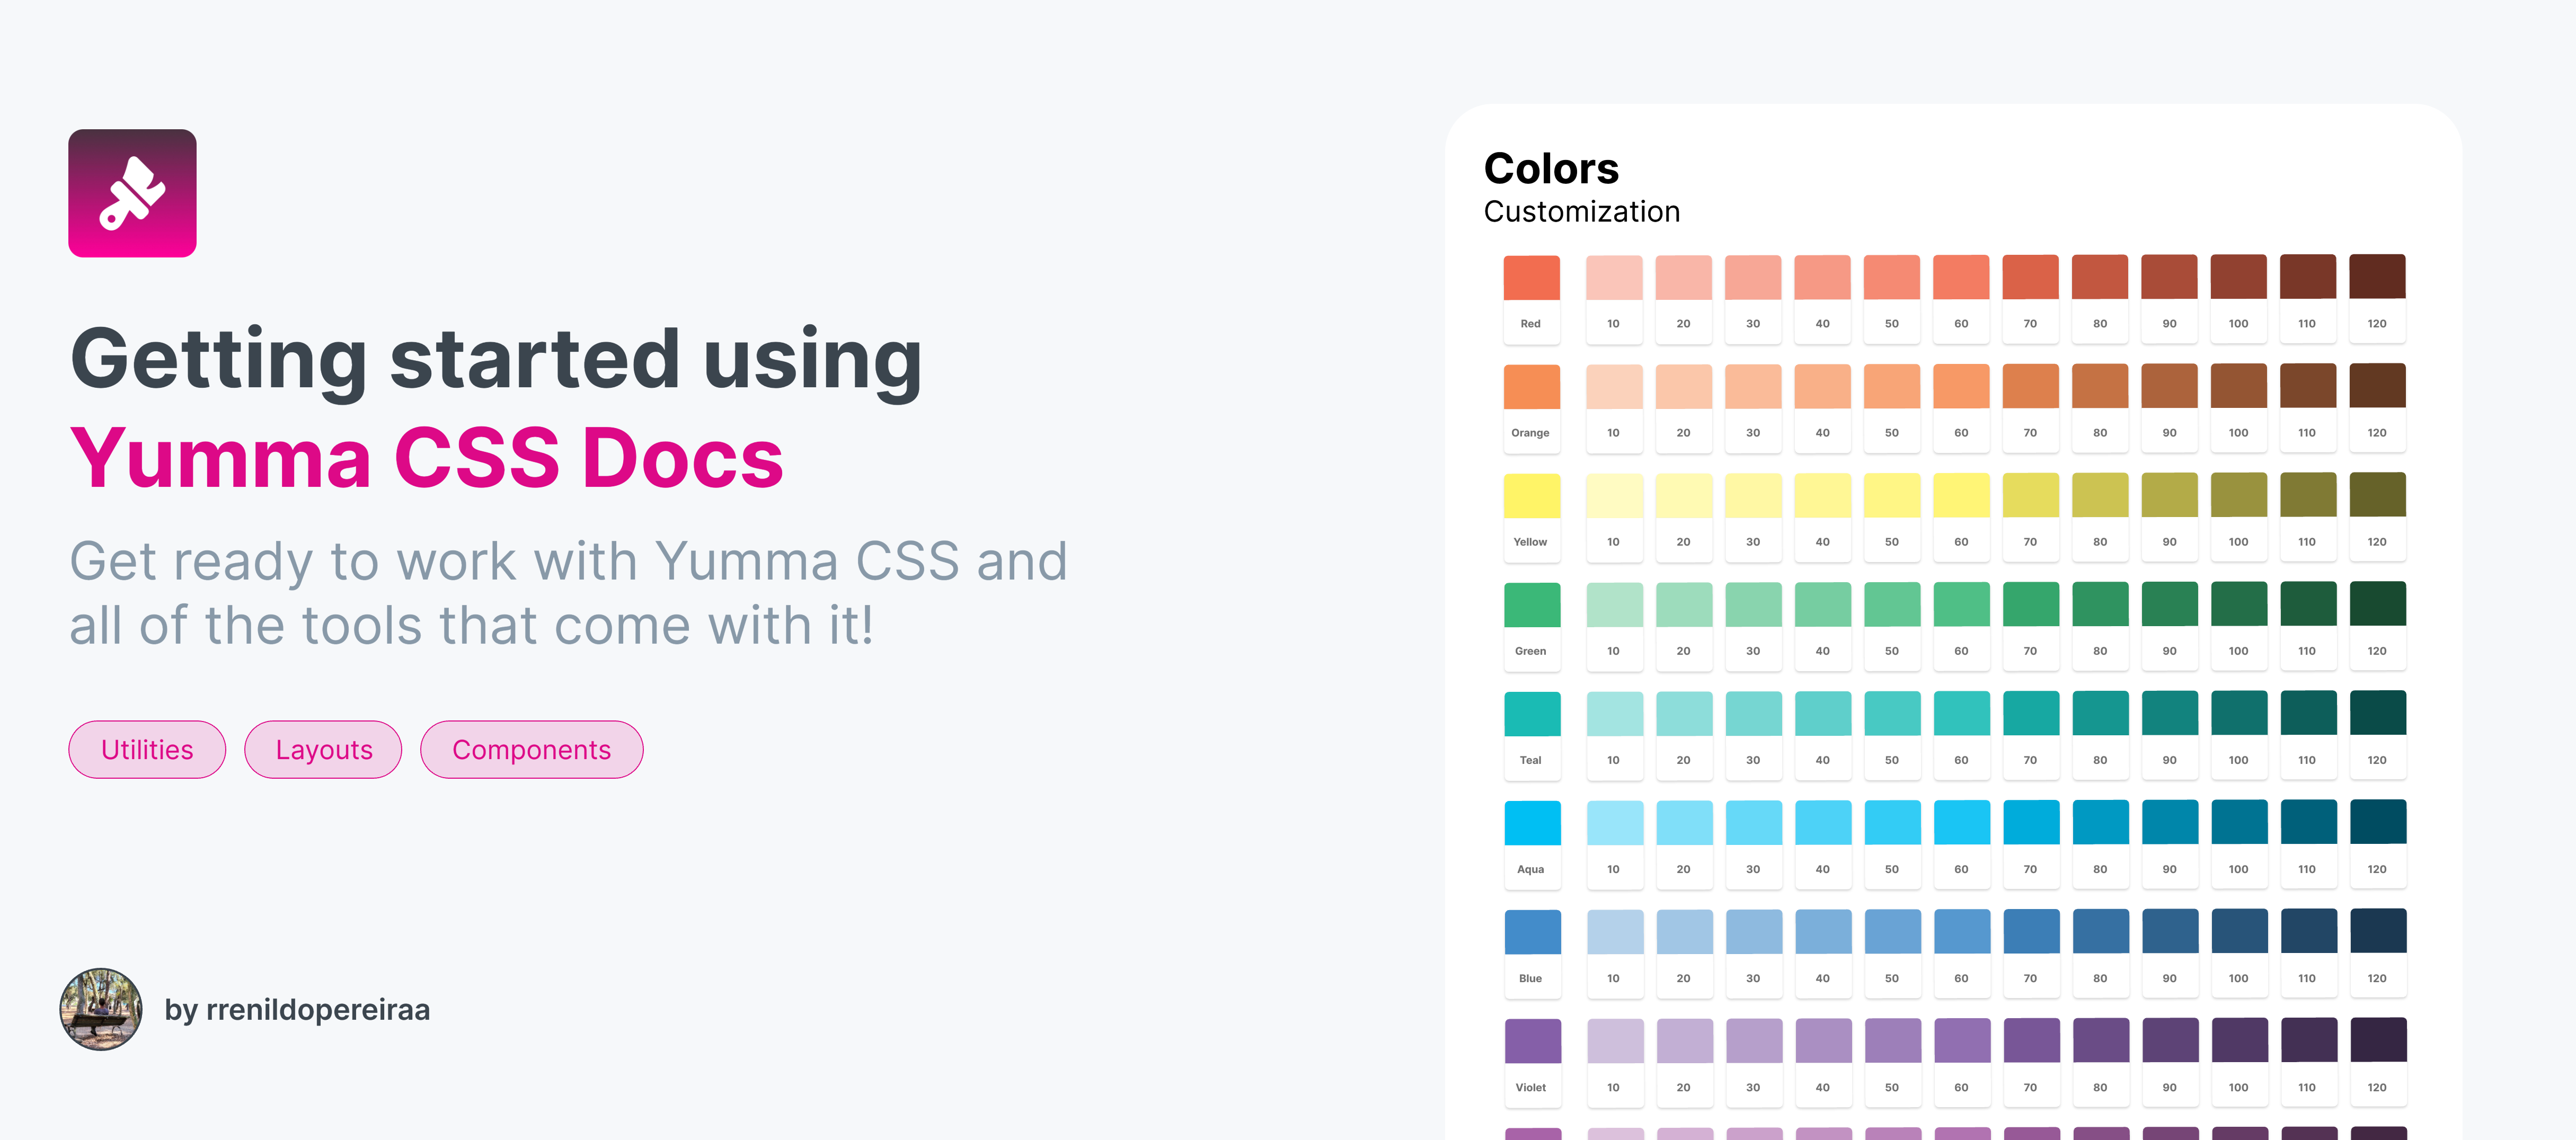 Getting started using
Yumma CSS Docs
Get ready to work with Yumma CSS and
all of the tools that come with it!
Utilities Layouts Components
by rrenildopereiraa
Colors
Customization
Red 10 20 30 40 50 60 70 80 90 100 110 120
Orange 10 20 30 40 50 60 70 80 90 100 110 120
Yellow 10 20 30 40 50 60 70 80 90 100 110 120
Green 10 20 30 40 50 60 70 80 90 100 110 120
Teal 10 20 30 40 50 60 70 80 90 100 110 120
Aqua 10 20 30 40 50 60 70 80 90 100 110 120
Blue 10 20 30 40 50 60 70 80 90 100 110 120
Violet 10 20 30 40 50 60 70 80 90 100 110 120